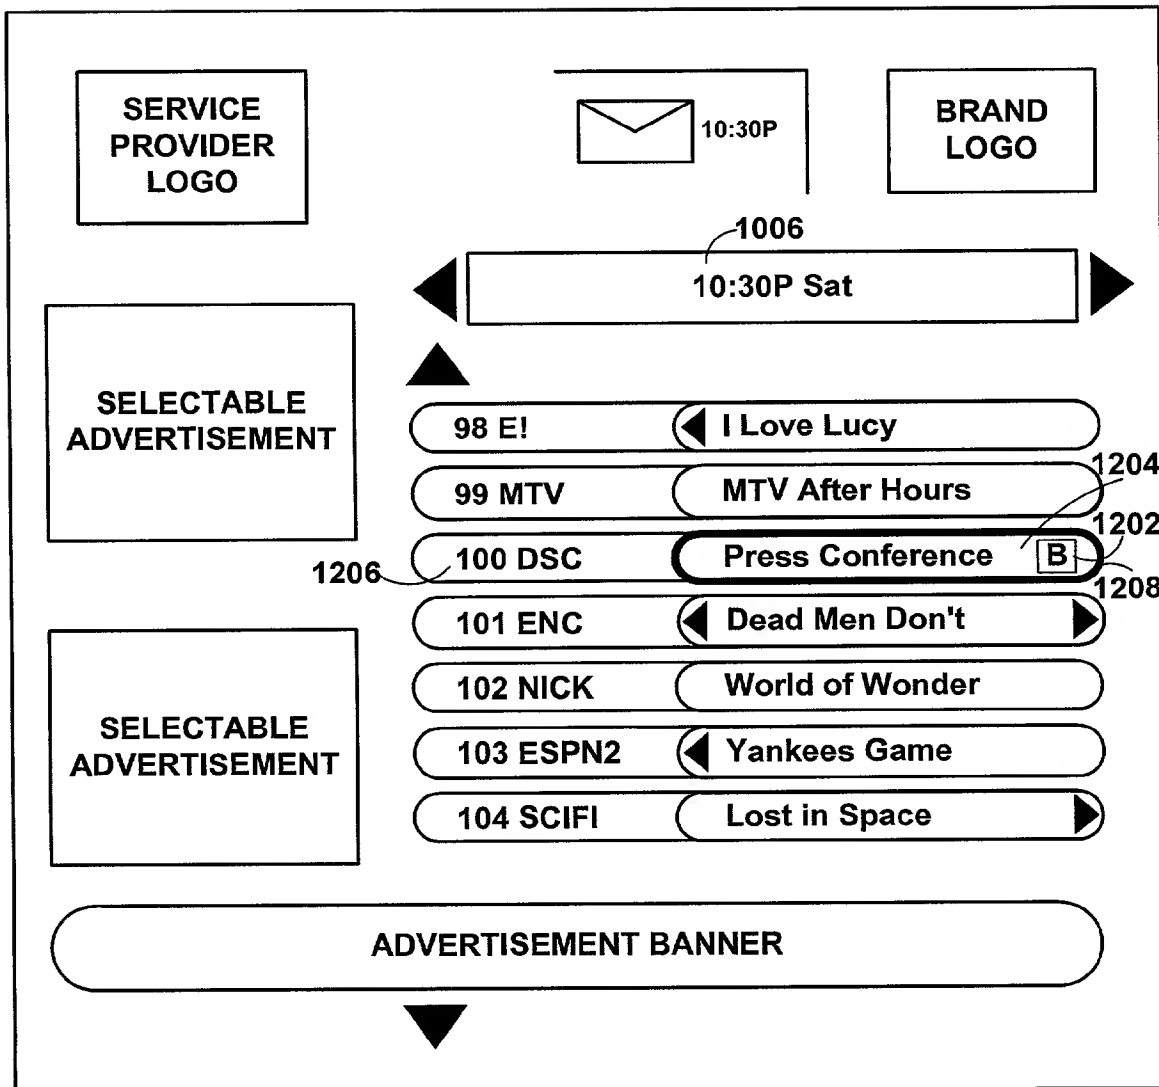 SERVICE
PROVIDER
LOGO
10:30P
BRAND
LOGO
1006
10:30P Sat
SELECTABLE
ADVERTISEMENT
98 E! I Love Lucy
1204
99 MTV MTV After Hours
1202
1206 100 DSC Press Conference B
1208
101 ENC Dead Men Don't
102 NICK World of Wonder
SELECTABLE
ADVERTISEMENT
103 ESPN2 Yankees Game
104 SCIFI Lost in Space
ADVERTISEMENT BANNER